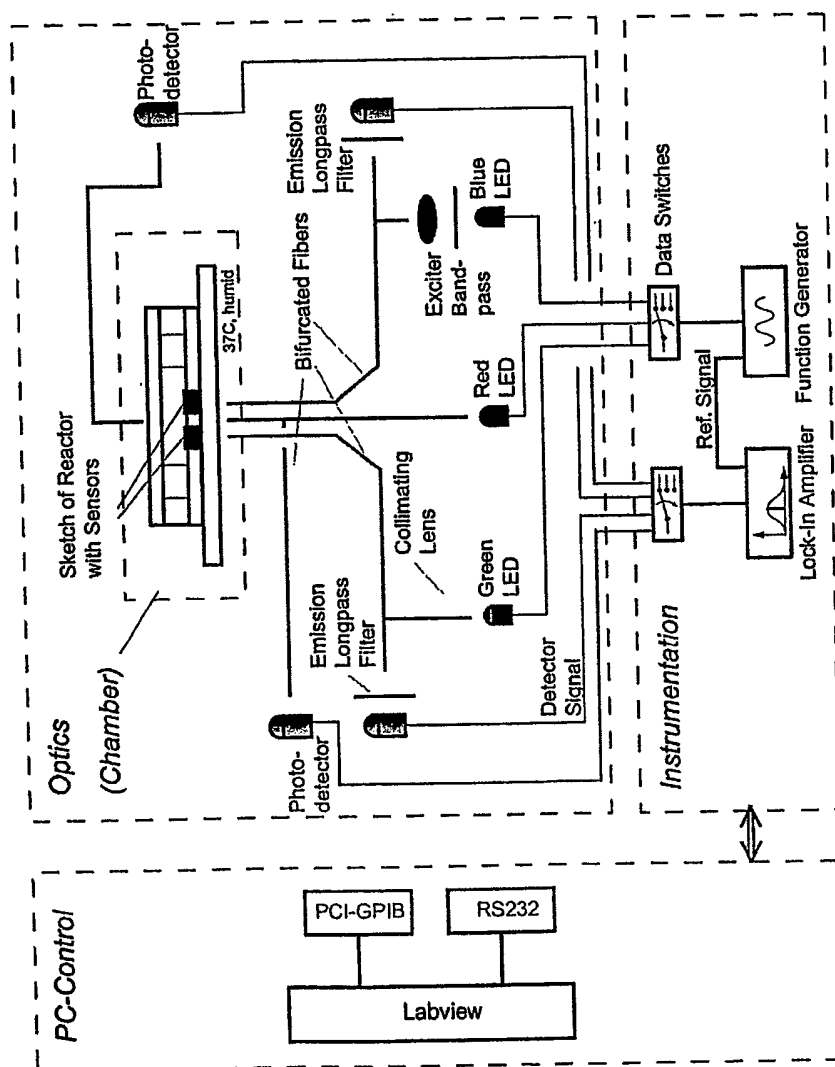 Optics
(Chamber)
Sketch of Reactor
with Sensors
37C, humid
Photo-
detector
Emission
Longpass
Filter
Bifurcated Fibers
Exciter
Band-
pass
Blue
LED
Red
LED
Collimating
Lens
Green
LED
Emission
Longpass
Filter
Photo-
detector
Detector
Signal
Instrumentation
Data Switches
Ref. Signal
Lock-In Amplifier
Function Generator
PC-Control
PCI-GPIB
RS232
Labview